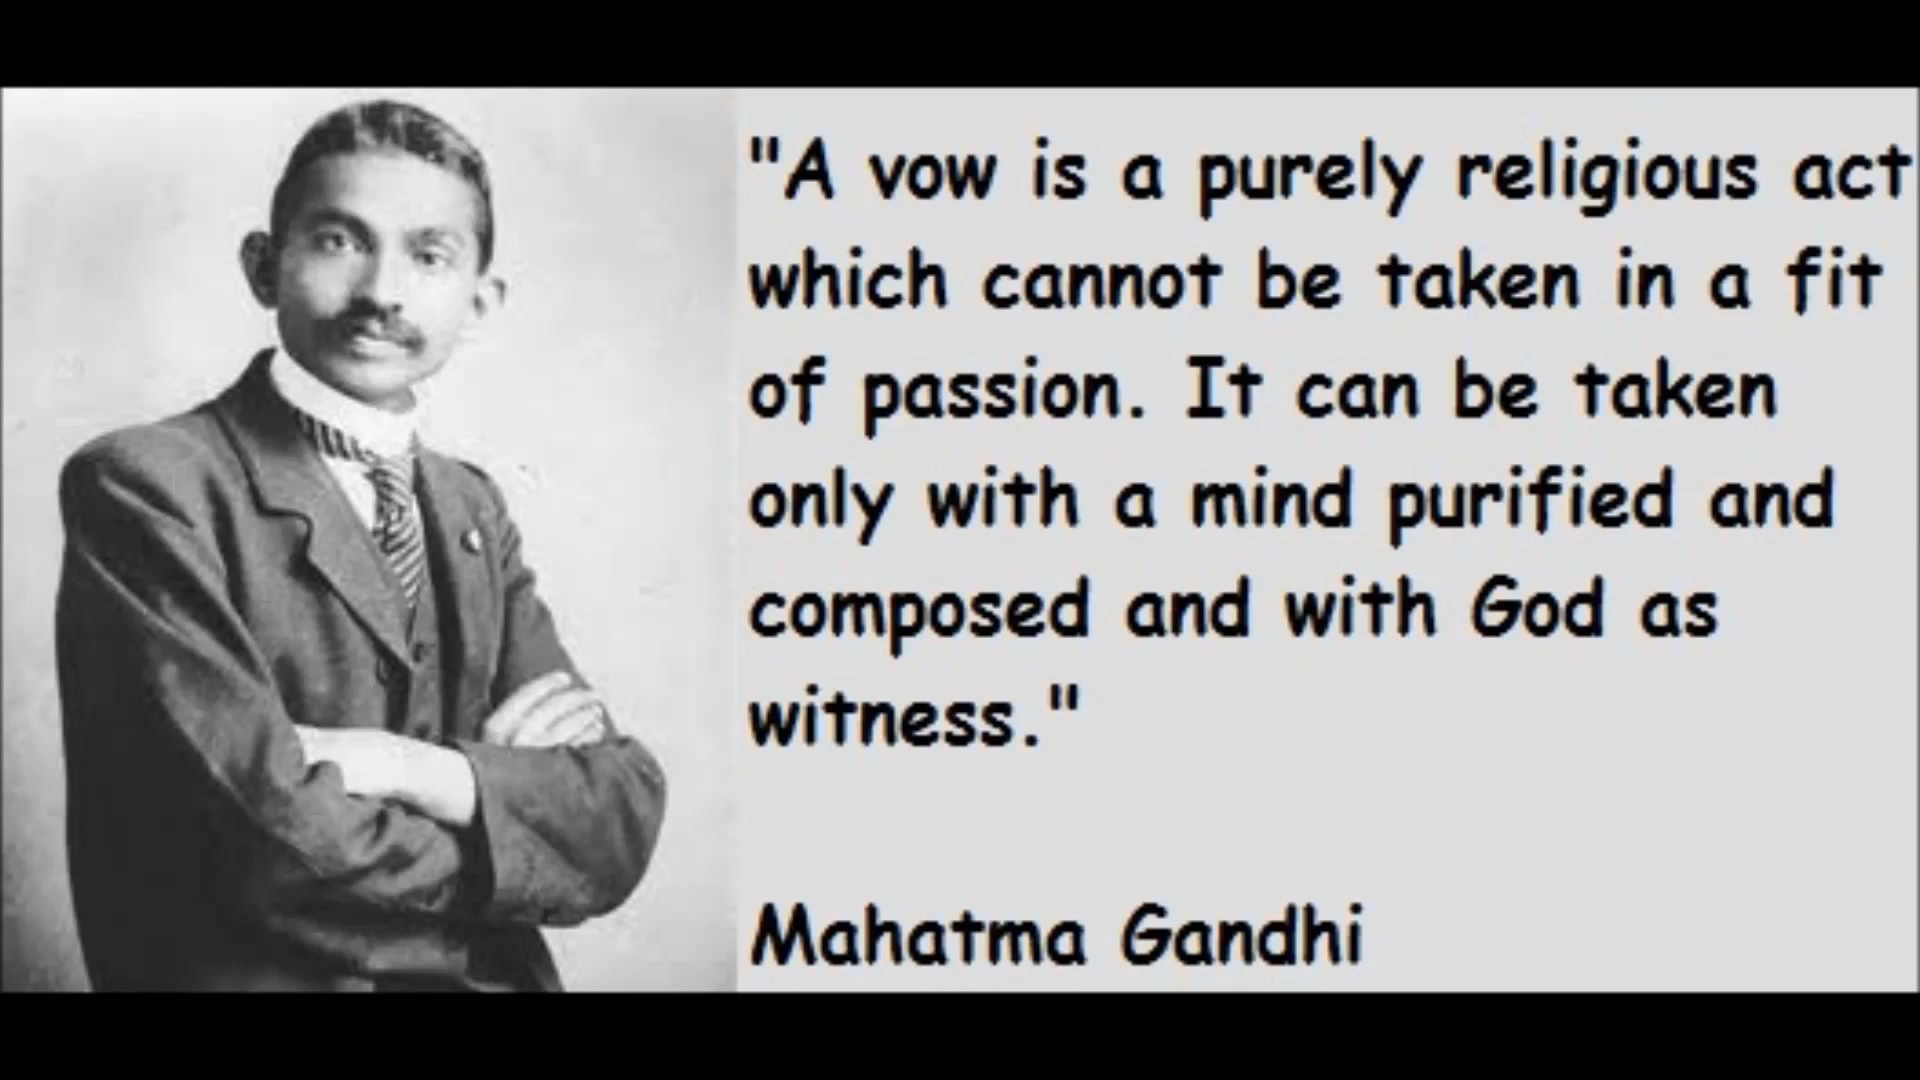 "A vow is a purely religious act
which cannot be taken in a fit
of passion. It can be taken
only with a mind purified and
composed and with God as
witness."
Mahatma Gandhi